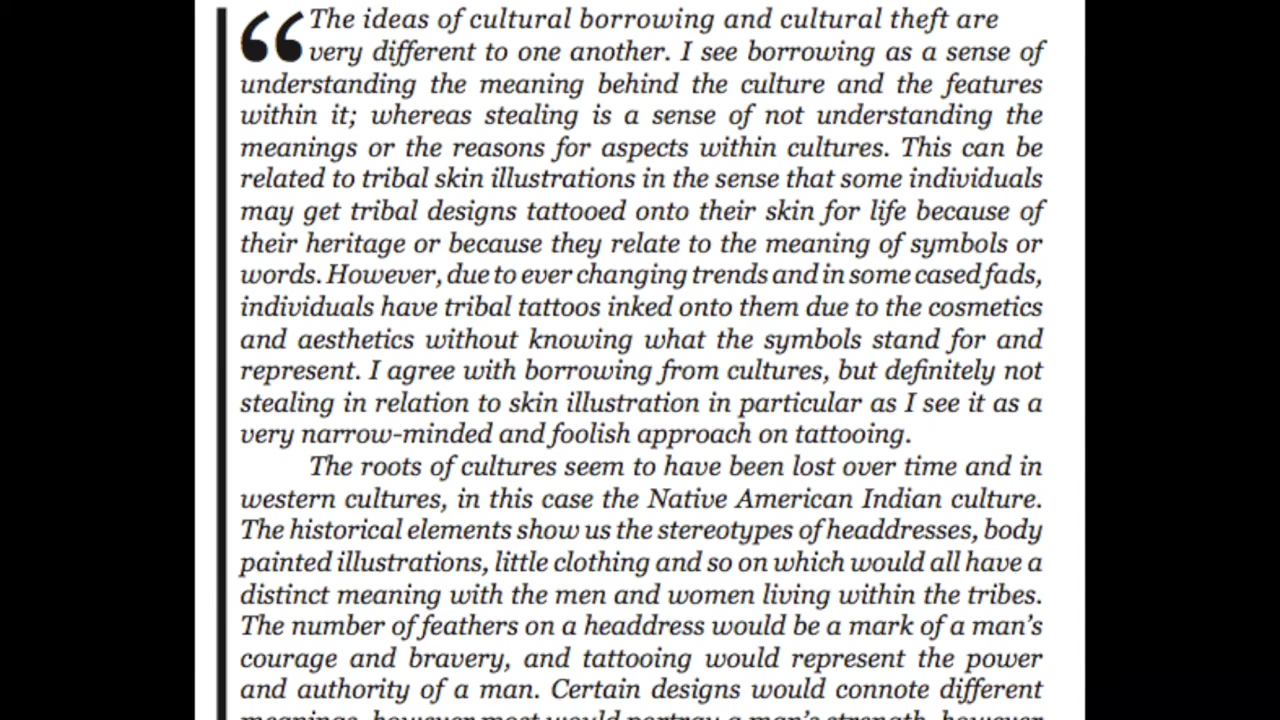 “The ideas of cultural borrowing and cultural theft are
very different to one another. I see borrowing as a sense of
understanding the meaning behind the culture and the features
within it; whereas stealing is a sense of not understanding the
meanings or the reasons for aspects within cultures. This can be
related to tribal skin illustrations in the sense that some individuals
may get tribal designs tattooed onto their skin for life because of
their heritage or because they relate to the meaning of symbols or
words. However, due to ever changing trends and in some cased fads,
individuals have tribal tattoos inked onto them due to the cosmetics
and aesthetics without knowing what the symbols stand for and
represent. I agree with borrowing from cultures, but definitely not
stealing in relation to skin illustration in particular as I see it as a
very narrow-minded and foolish approach on tattooing.
The roots of cultures seem to have been lost over time and in
western cultures, in this case the Native American Indian culture.
The historical elements show us the stereotypes of headdresses, body
painted illustrations, little clothing and so on which would all have a
distinct meaning with the men and women living within the tribes.
The number of feathers on a headdress would be a mark of a man's
courage and bravery, and tattooing would represent the power
and authority of a man. Certain designs would connote different
meanings, however most would portray a man's strength, however